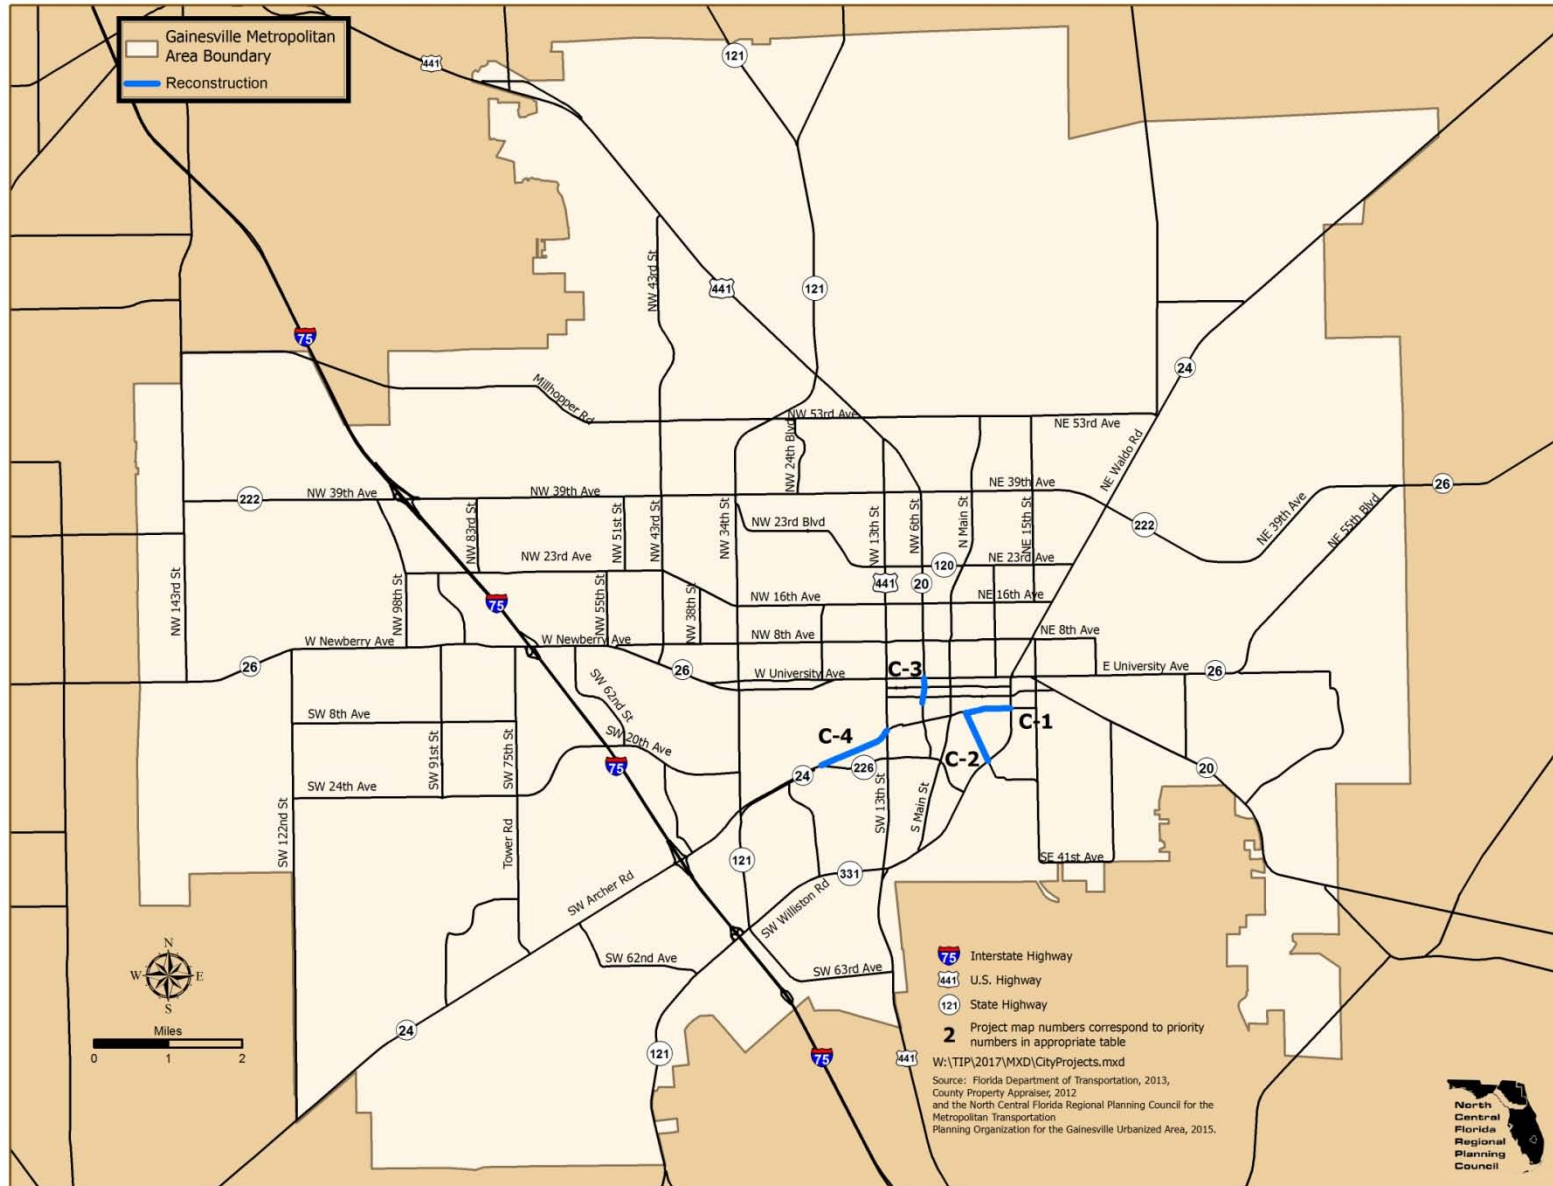 Gainesville Metropolitan
Area Boundary
Reconstruction
441
121
NW 43rd St
441
121
75
24
Millhopper Rd
NW 53rd Ave
NE 53rd Ave
NW 24th Blvd
NE Waldo Rd
222
NW 39th Ave
NW 39th Ave
NE 39th Ave
26
NW 83rd St
NW 51st St
NW 43rd St
NW 34th St
NW 23rd Blvd
NW 13th St
NW 6th St
N Main St
NE 15th St
222
NE 39th Ave
NE 55th Blvd
NW 23rd Ave
NE 23rd Ave
120
NW 143rd St
NW 98th St
75
NW 55th St
NW 38th St
441
20
NW 16th Ave
NE 16th Ave
W Newberry Ave
W Newberry Ave
NW 8th Ave
NE 8th Ave
26
26
W University Ave
C-3
E University Ave
26
SW 62nd St
SW 8th Ave
C-1
SW 91st St
SW 75th St
SW 20th Ave
C-4
C-2
75
24
226
20
SW 24th Ave
SW 122nd St
Tower Rd
SW 13th St
S Main St
121
331
SE 41st Ave
SW Archer Rd
SW Williston Rd
SW 62nd Ave
SW 63rd Ave
24
121
75
441
N
W
E
S
Miles
0 1 2
75 Interstate Highway
441 U.S. Highway
121 State Highway
2 Project map numbers correspond to priority
numbers in appropriate table
W:\TIP\2017\MXD\CityProjects.mxd
Source: Florida Department of Transportation, 2013,
County Property Appraiser, 2012
and the North Central Florida Regional Planning Council for the
Metropolitan Transportation
Planning Organization for the Gainesville Urbanized Area, 2015.
North
Central
Florida
Regional
Planning
Council